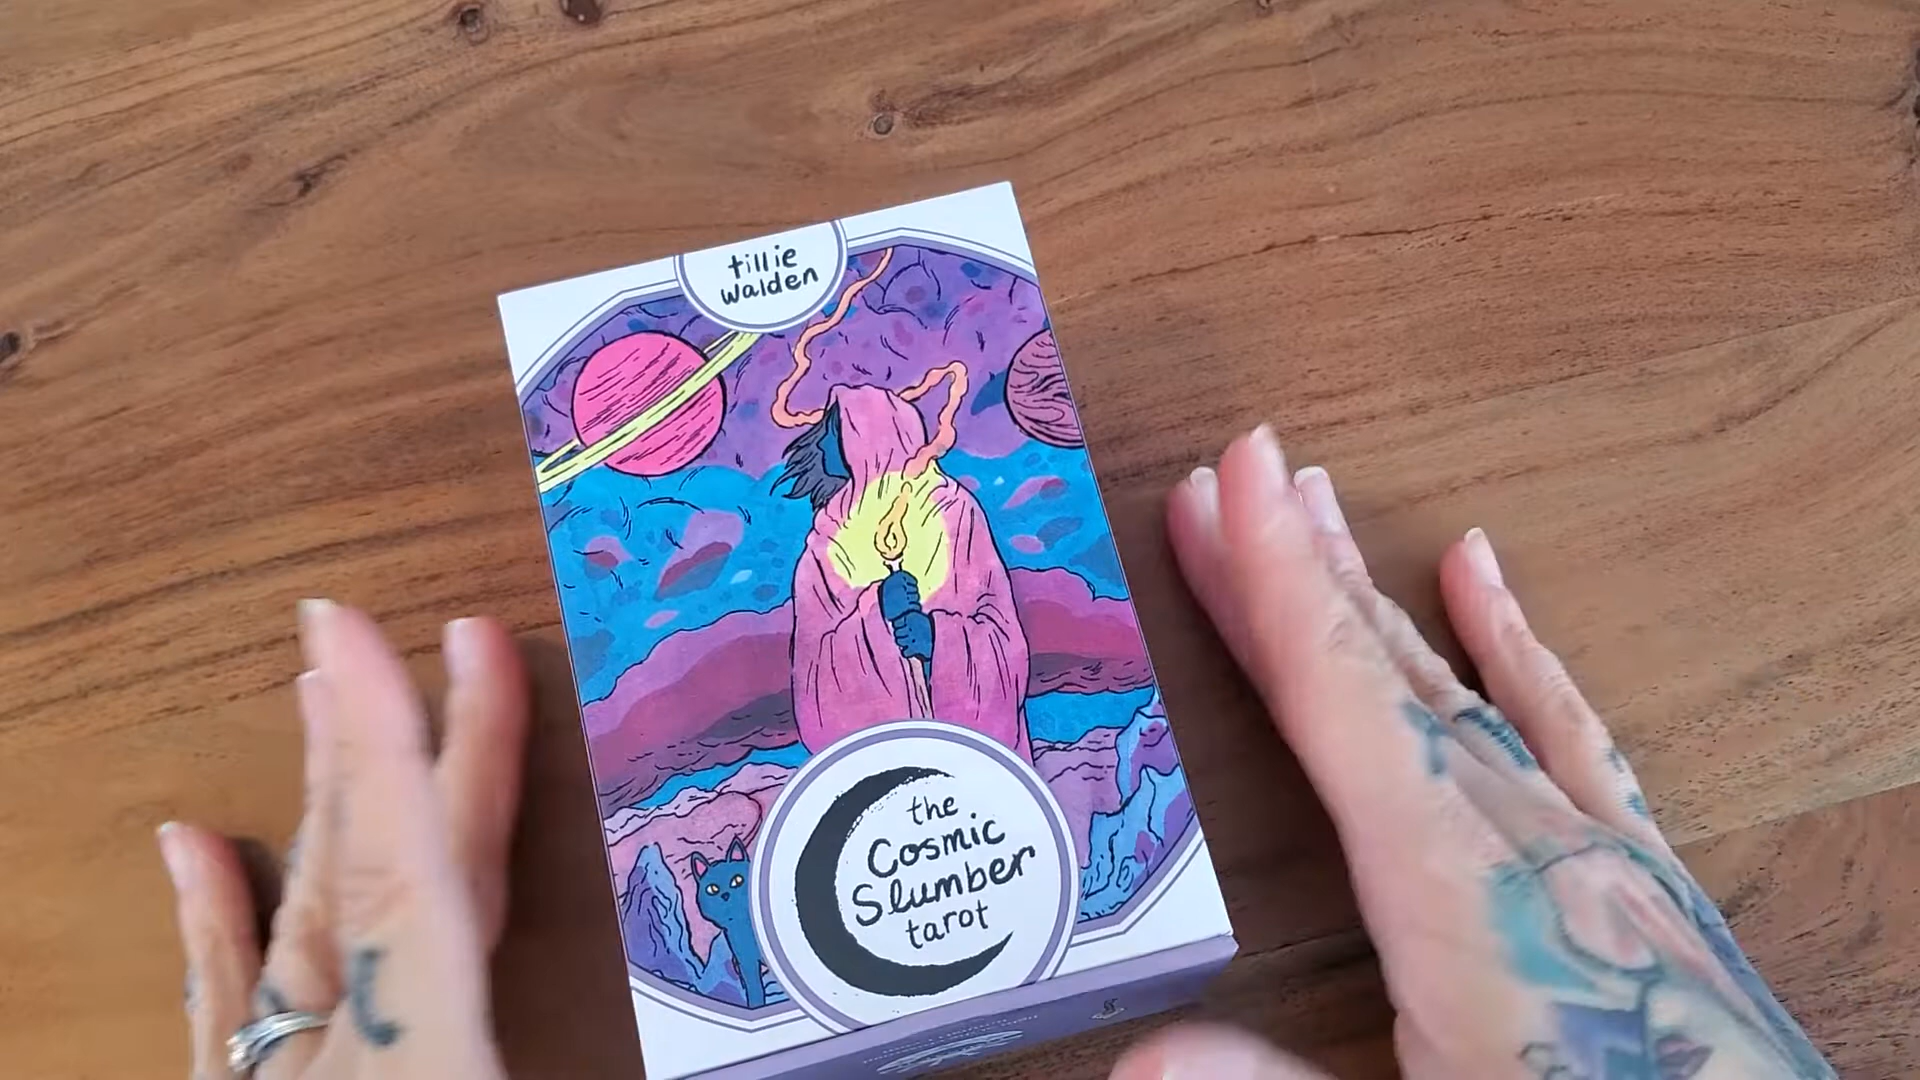 tillie
walden
the
Cosmic
Slumber
tarot